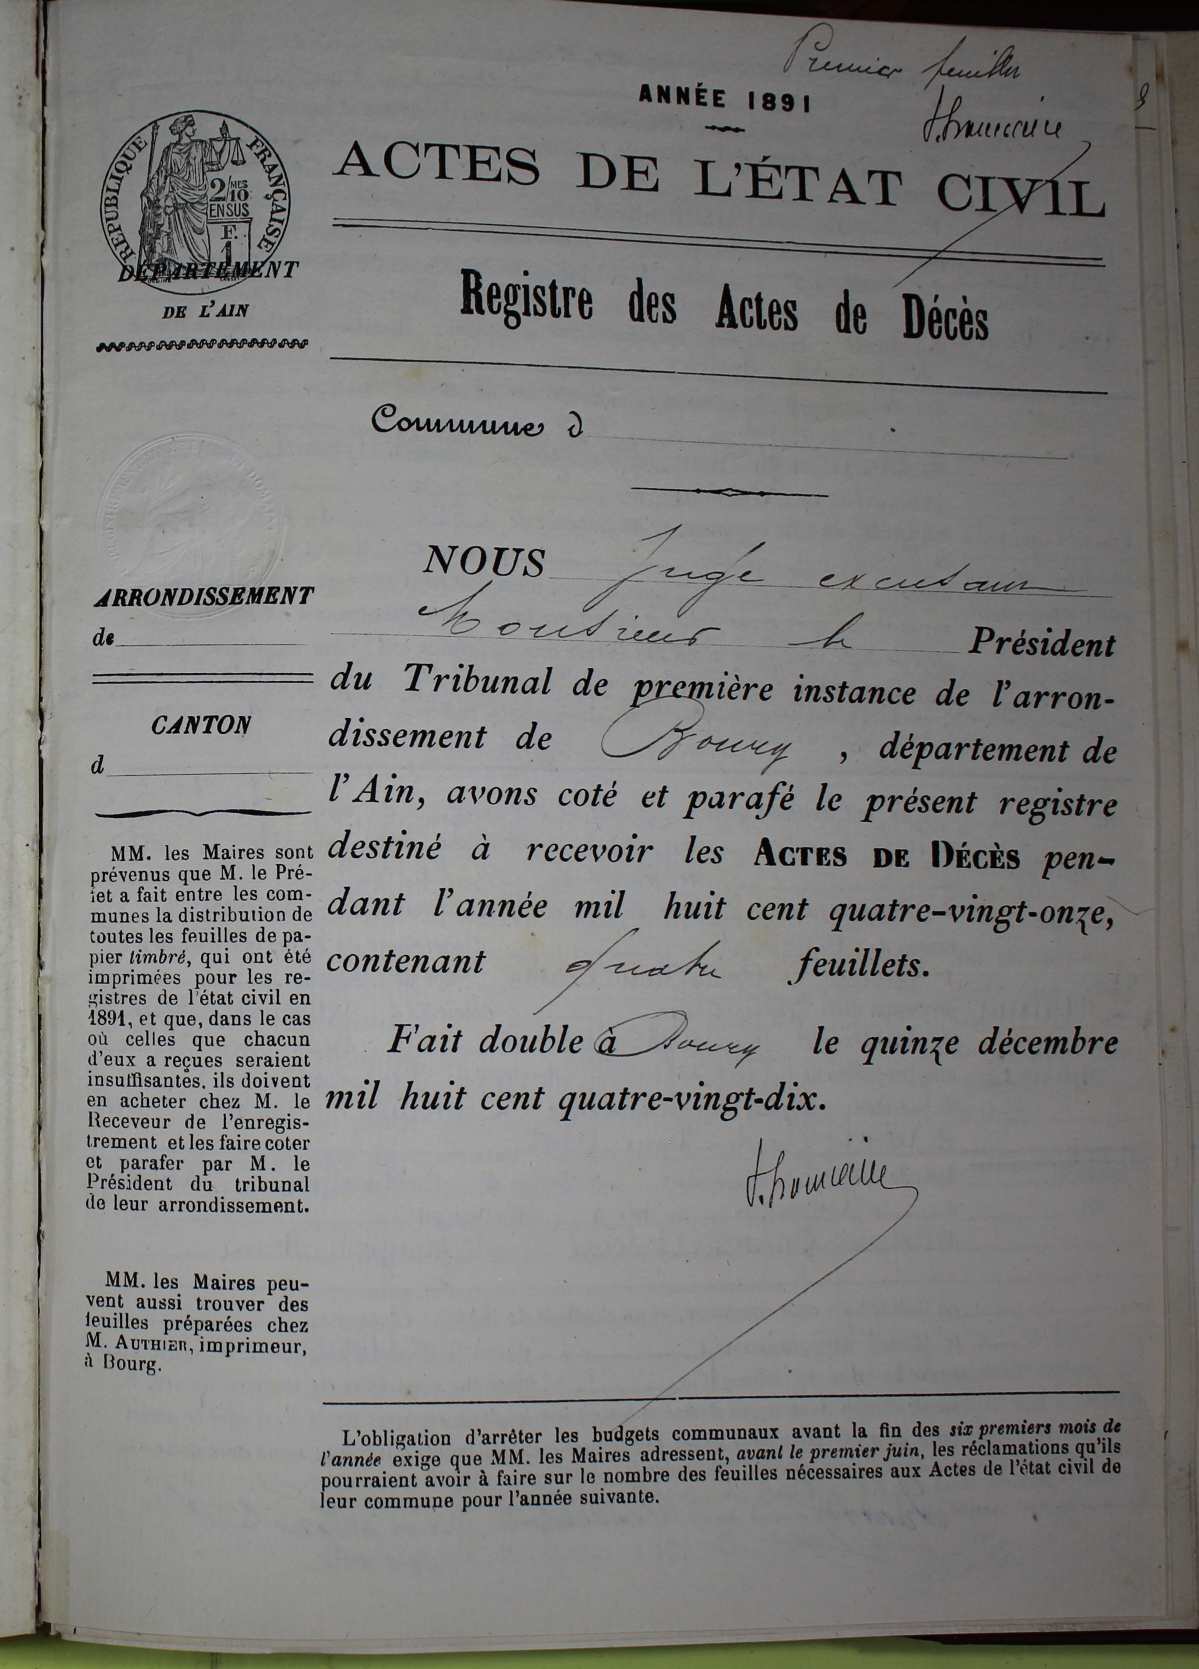 Premier feuillet
ANNÉE 1891
ACTES DE L'ÉTAT CIVIL
RÉPUBLIQUE FRANÇAISE
2/10 MES
EN SUS
F.
1
DÉPARTEMENT
DE L'AIN
Registre des Actes de Décès
Commune d
NOUS Juge
Monsieur le Président
du Tribunal de première instance de l'arron-
dissement de Bourg, département de
l'Ain, avons coté et parafé le présent registre
destiné à recevoir les ACTES DE DÉCÈS pen-
dant l'année mil huit cent quatre-vingt-onze,
contenant quatre feuillets.
Fait double à Bourg le quinze décembre
mil huit cent quatre-vingt-dix.
ARRONDISSEMENT
de
CANTON
d
MM. les Maires sont
prévenus que M. le Pré-
fet a fait entre les com-
munes la distribution de
toutes les feuilles de pa-
pier timbré, qui ont été
imprimées pour les re-
gistres de l'état civil en
1891, et que, dans le cas
où celles que chacun
d'eux a reçues seraient
insuffisantes, ils doivent
en acheter chez M. le
Receveur de l'enregis-
trement et les faire coter
et parafer par M. le
Président du tribunal
de leur arrondissement.
MM. les Maires peu-
vent aussi trouver des
feuilles préparées chez
M. AUTHIER, imprimeur,
à Bourg.
L'obligation d'arrêter les budgets communaux avant la fin des six premiers mois de
l'année exige que MM. les Maires adressent, avant le premier juin, les réclamations qu'ils
pourraient avoir à faire sur le nombre des feuilles nécessaires aux Actes de l'état civil de
leur commune pour l'année suivante.